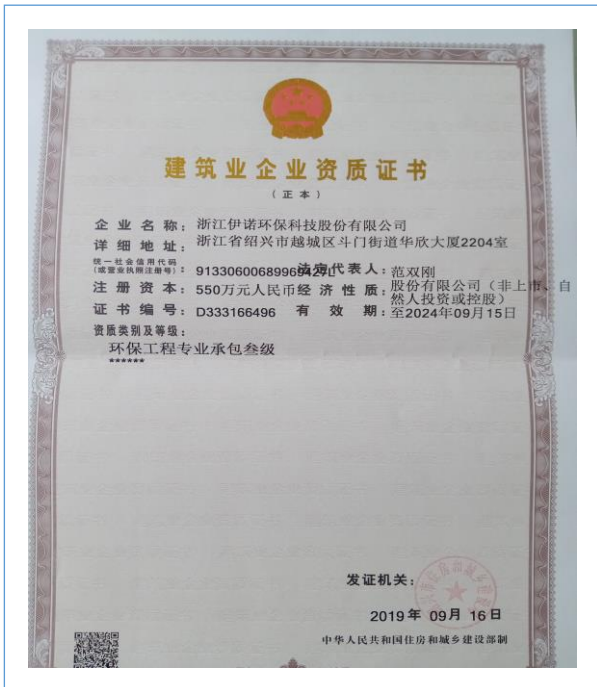 建筑业企业资质证书
(正本)
企业名称：浙江伊诺环保科技股份有限公司
详细地址：浙江省绍兴市越城区斗门街道华欣大厦2204室
统一社会信用代码
(或营业执照注册号)：
法定代表人：范双刚
注册资本：550万元人民币 经济性质：股份有限公司（非上市、自
然人投资或控股）
证书编号：D333166496 有效期：至2024年09月15日
资质类别及等级：
环保工程专业承包叁级
******
发证机关：
2019年 09月 16日
中华人民共和国住房和城乡建设部制